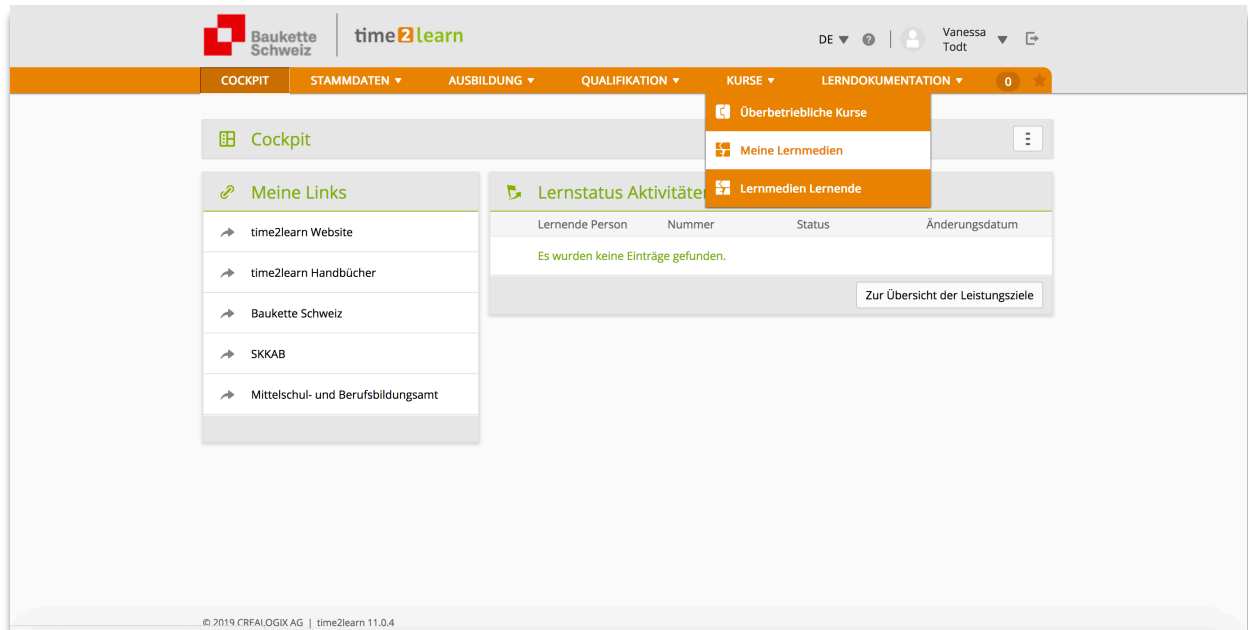 Baukette
Schweiz
time2learn
DE
?
Vanessa
Todt
COCKPIT
STAMMDATEN
AUSBILDUNG
QUALIFIKATION
KURSE
LERNDOKUMENTATION
0
Überbetriebliche Kurse
Meine Lernmedien
Lernmedien Lernende
Cockpit
Meine Links
time2learn Website
time2learn Handbücher
Baukette Schweiz
SKKAB
Mittelschul- und Berufsbildungsamt
Lernstatus Aktivitäte
Lernende Person Nummer Status Änderungsdatum
Es wurden keine Einträge gefunden.
Zur Übersicht der Leistungsziele
© 2019 CREALOGIX AG | time2learn 11.0.4